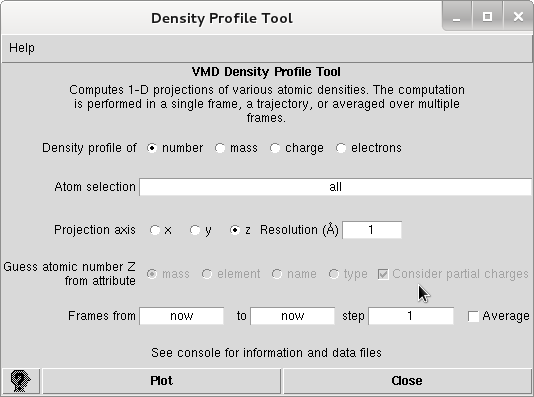 Density Profile Tool
Help
VMD Density Profile Tool
Computes 1-D projections of various atomic densities. The computation
is performed in a single frame, a trajectory, or averaged over multiple
frames.
Density profile of number mass charge electrons
Atom selection all
Projection axis x y z Resolution (Å) 1
Guess atomic number Z
from attribute mass element name type Consider partial charges
Frames from now to now step 1 Average
See console for information and data files
? Plot Close